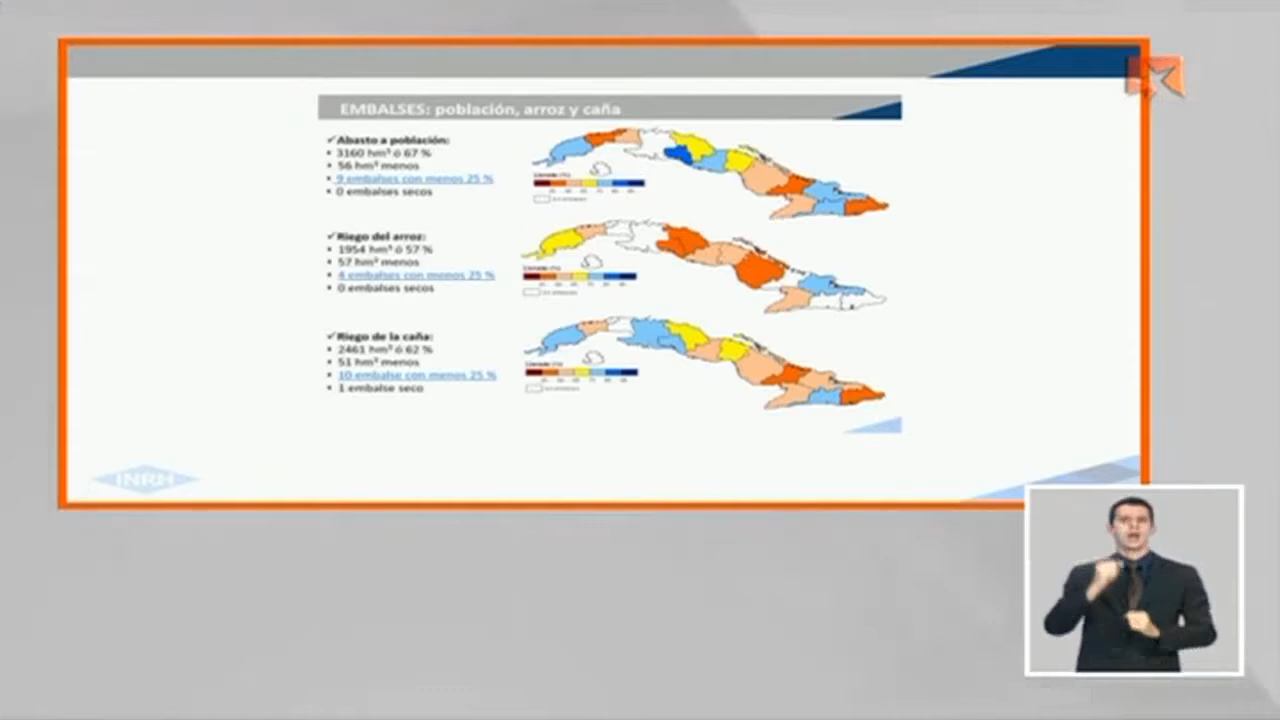 EMBALSES: población, arroz y caña
✓Abasto a población:
• 3160 hm³ ó 67 %
• 56 hm³ menos
• 9 embalses con menos 25 %
• 0 embalses secos
✓Riego del arroz:
• 1954 hm³ ó 57 %
• 57 hm³ menos
• 4 embalses con menos 25 %
• 0 embalses secos
✓Riego de la caña:
• 2461 hm³ ó 62 %
• 51 hm³ menos
• 10 embalse con menos 25 %
• 1 embalse seco
INRH